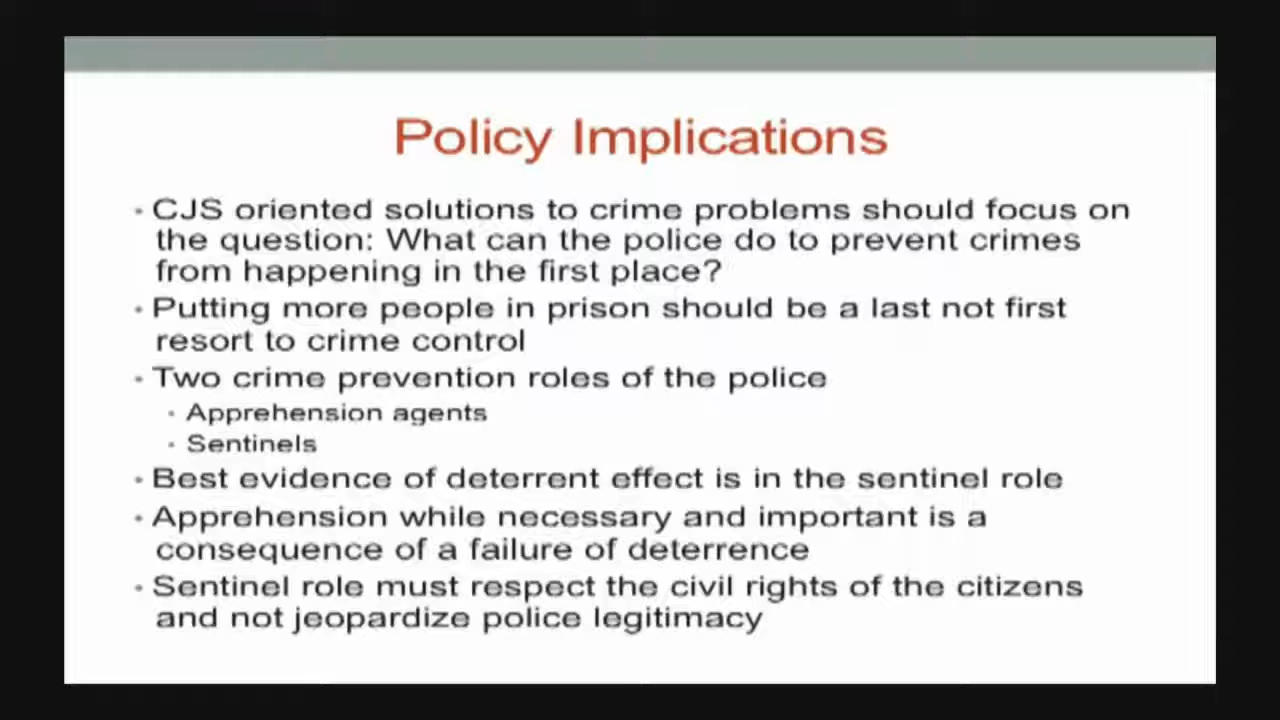 Policy Implications
• CJS oriented solutions to crime problems should focus on
the question: What can the police do to prevent crimes
from happening in the first place?
• Putting more people in prison should be a last not first
resort to crime control
• Two crime prevention roles of the police
• Apprehension agents
• Sentinels
• Best evidence of deterrent effect is in the sentinel role
• Apprehension while necessary and important is a
consequence of a failure of deterrence
• Sentinel role must respect the civil rights of the citizens
and not jeopardize police legitimacy